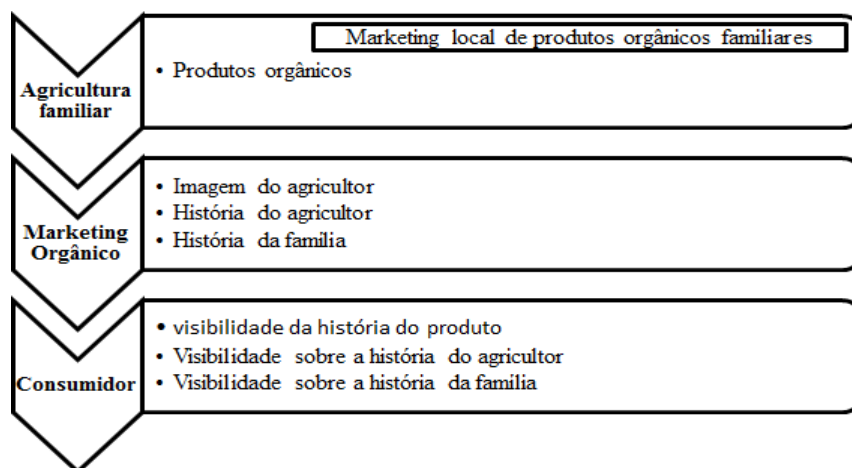 Marketing local de produtos orgânicos familiares
Agricultura
familiar
• Produtos orgânicos
Marketing
Orgânico
• Imagem do agricultor
• História do agricultor
• História da família
Consumidor
• visibilidade da história do produto
• Visibilidade sobre a história do agricultor
• Visibilidade sobre a história da família